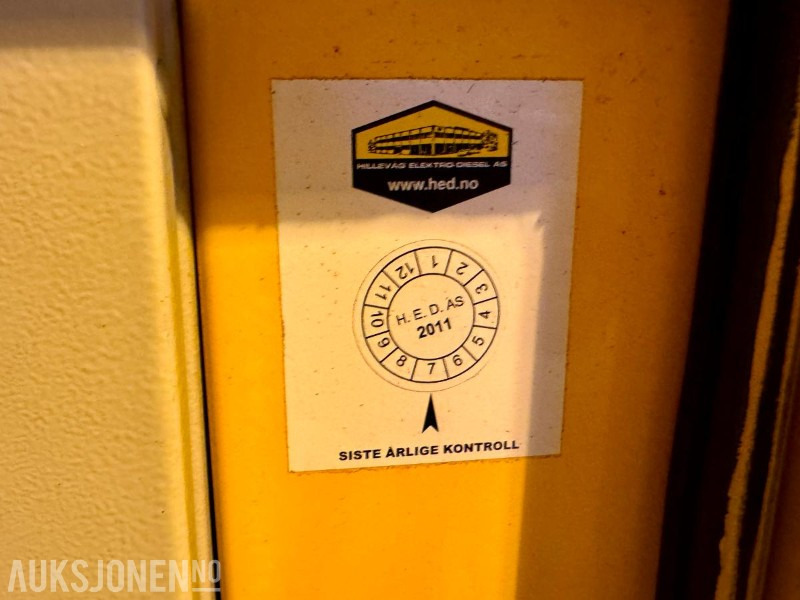 HILLEVÅG ELEKTRO-DIESEL AS
www.hed.no
12 1 2 3 4 5 6 7 8 9 10 11
H. E. D. AS
2011
SISTE ÅRLIGE KONTROLL
AUKSJONEN.NO